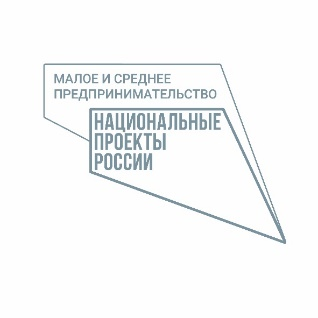 МАЛОЕ И СРЕДНЕЕ
ПРЕДПРИНИМАТЕЛЬСТВО
НАЦИОНАЛЬНЫЕ
ПРОЕКТЫ
РОССИИ